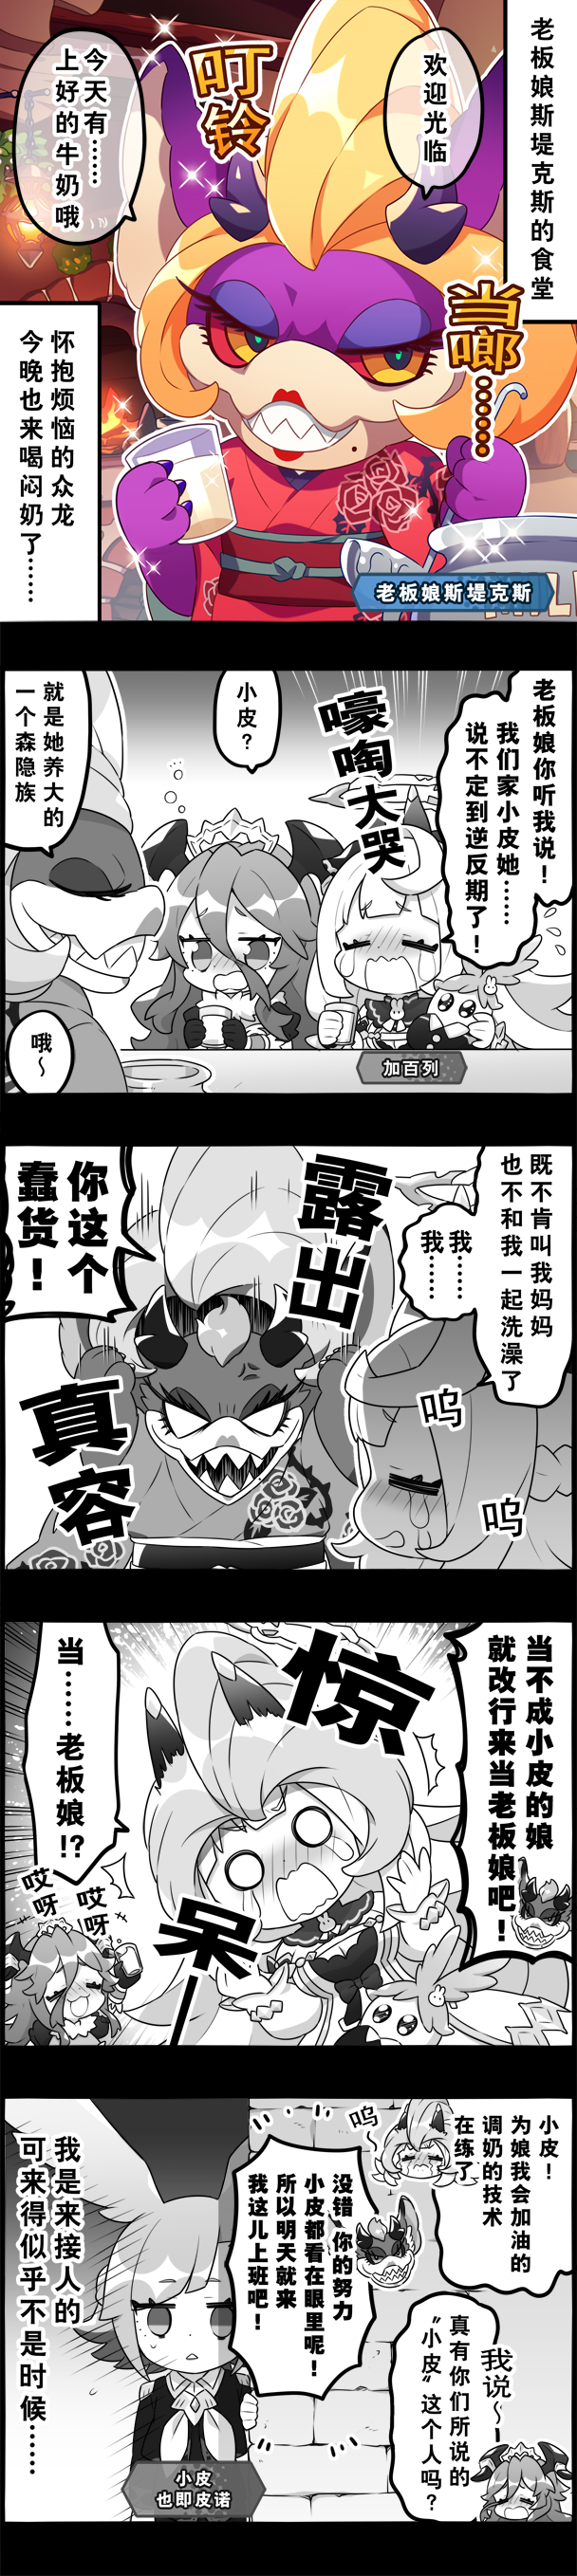 老板娘斯堤克斯的食堂
欢迎光临
叮铃
今天有……
上好的牛奶哦
当啷……
怀抱烦恼的众龙
今晚也来喝闷奶了……
MIL
老板娘斯堤克斯
老板娘你听我说！
我们家小皮她……
说不定到逆反期了！
嚎啕大哭
小皮？
就是她养大的
一个森隐族
哦～
加百列
既不肯叫我妈妈
也不和我一起洗澡了
我……
我……
呜
呜
露出
真容
你这个
蠢货！
当不成小皮的娘
就改行来当老板娘吧！
惊
呆—
当……老板娘!?
哎呀
哎呀
小皮！
为娘我会加油的
调奶的技术
在练了
呜～
没错，你的努力
小皮都看在眼里呢！
所以明天就来
我这儿上班吧！
我说～
真有你们所说的
〝小皮〞这个人吗？
我是来接人的
可来得似乎不是时候……
小皮
也即皮诺